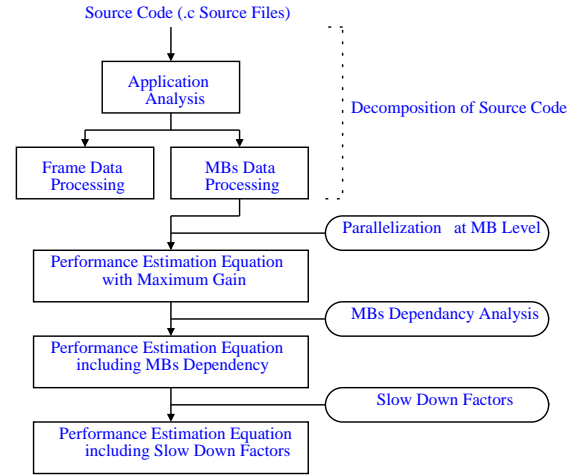 Source Code (.c Source Files)
Application
Analysis
Decomposition of Source Code
Frame Data
Processing
MBs Data
Processing
Parallelization at MB Level
Performance Estimation Equation
with Maximum Gain
MBs Dependancy Analysis
Performance Estimation Equation
including MBs Dependency
Slow Down Factors
Performance Estimation Equation
including Slow Down Factors